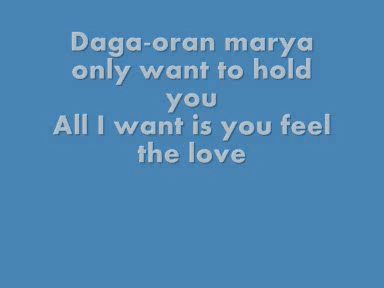 Daga-oran marya
only want to hold
you
All I want is you feel
the love